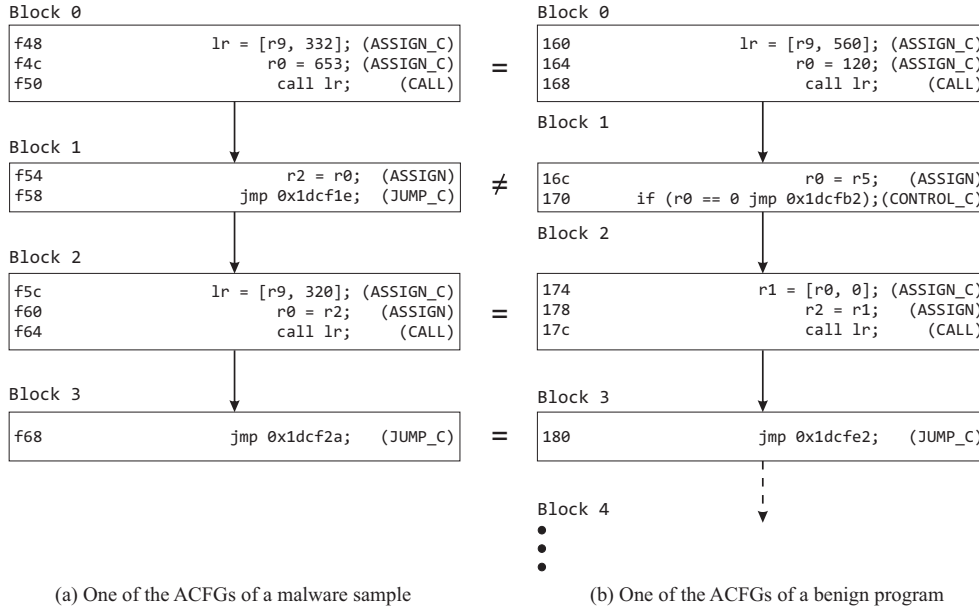 Block 0
f48 lr = [r9, 332]; (ASSIGN_C)
f4c r0 = 653; (ASSIGN_C)
f50 call lr; (CALL)
Block 1
f54 r2 = r0; (ASSIGN)
f58 jmp 0x1dcf1e; (JUMP_C)
Block 2
f5c lr = [r9, 320]; (ASSIGN_C)
f60 r0 = r2; (ASSIGN)
f64 call lr; (CALL)
Block 3
f68 jmp 0x1dcf2a; (JUMP_C)
=
≠
=
=
Block 0
160 lr = [r9, 560]; (ASSIGN_C)
164 r0 = 120; (ASSIGN_C)
168 call lr; (CALL)
Block 1
16c r0 = r5; (ASSIGN)
170 if (r0 == 0 jmp 0x1dcfb2);(CONTROL_C)
Block 2
174 r1 = [r0, 0]; (ASSIGN_C)
178 r2 = r1; (ASSIGN)
17c call lr; (CALL)
Block 3
180 jmp 0x1dcfe2; (JUMP_C)
Block 4
(a) One of the ACFGs of a malware sample
(b) One of the ACFGs of a benign program